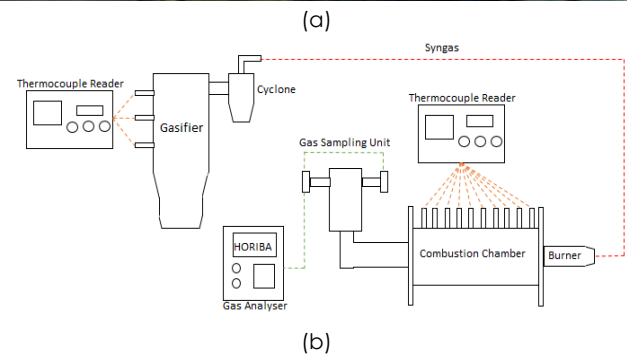 (a)
Syngas
Thermocouple Reader
Cyclone
Thermocouple Reader
Gasifier
Gas Sampling Unit
HORIBA
Combustion Chamber
Burner
Gas Analyser
(b)